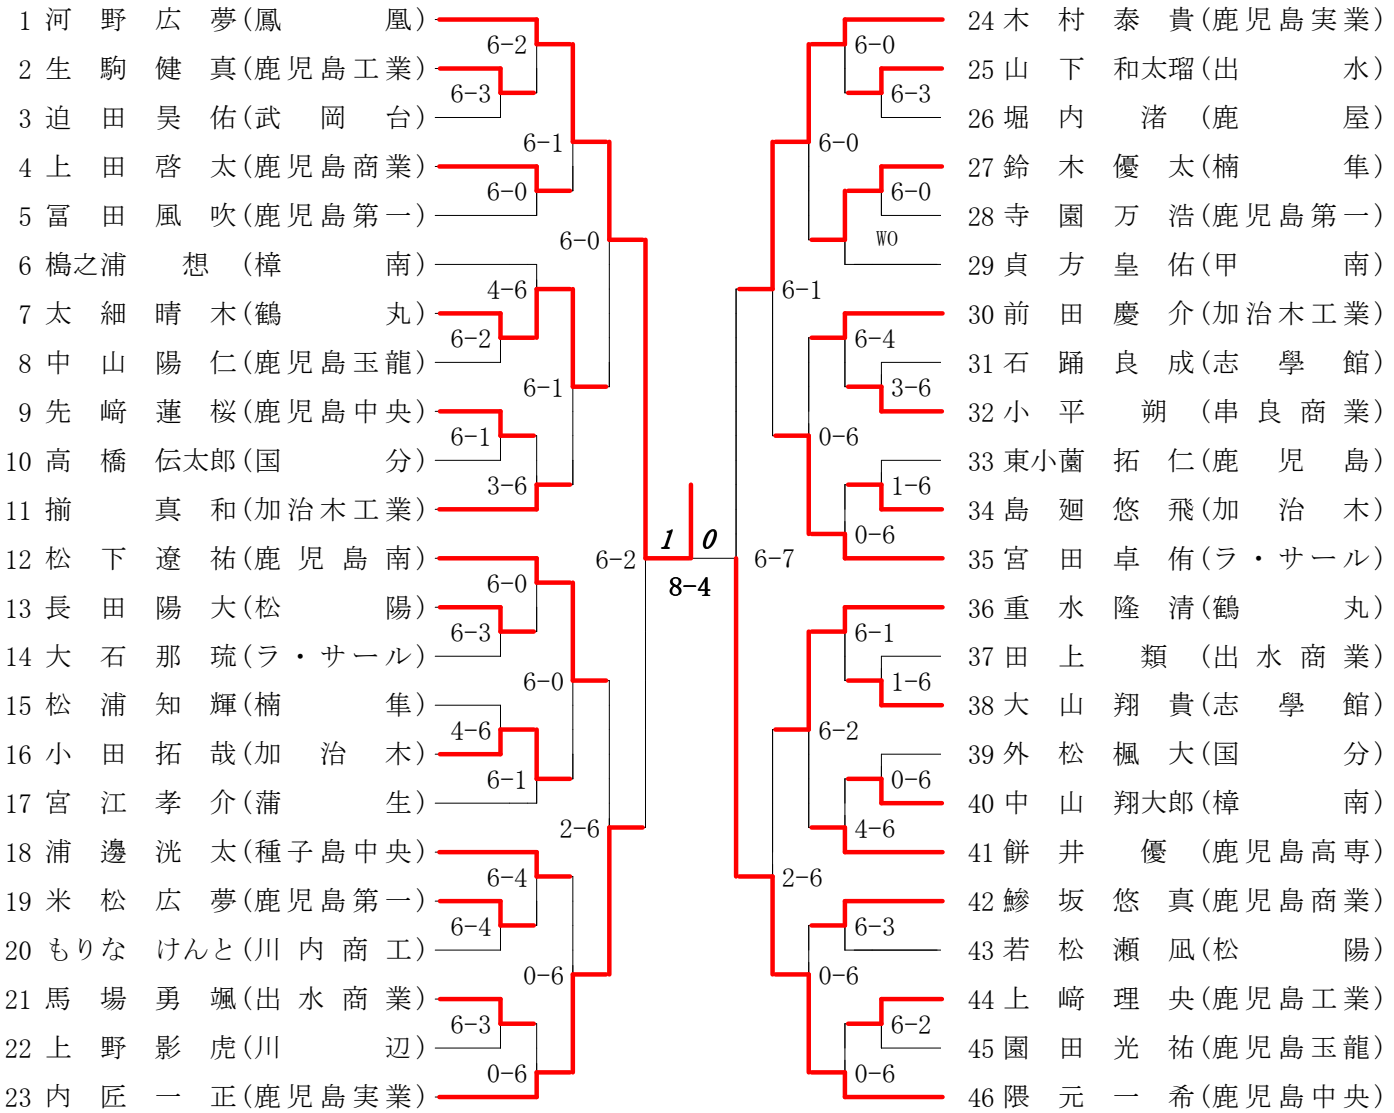 1 河野広夢(鳳凰)
6-2
2 生駒健真(鹿児島工業)
6-3
3 迫田昊佑(武岡台)
6-1
4 上田啓太(鹿児島商業)
6-0
5 冨田風吹(鹿児島第一)
6-0
6 樢之浦想(樟南)
4-6
7 太細晴木(鶴丸)
6-2
8 中山陽仁(鹿児島玉龍)
6-1
9 先﨑蓮桜(鹿児島中央)
6-1
10 高橋伝太郎(国分)
3-6
11 揃真和(加治木工業)
6-2
12 松下遼祐(鹿児島南)
6-0
13 長田陽大(松陽)
6-3
14 大石那琉(ラ・サール)
6-0
15 松浦知輝(楠隼)
4-6
16 小田拓哉(加治木)
6-1
17 宮江孝介(蒲生)
2-6
18 浦邊洸太(種子島中央)
6-4
19 米松広夢(鹿児島第一)
6-4
20 もりな けんと(川内商工)
0-6
21 馬場勇颯(出水商業)
6-3
22 上野影虎(川辺)
0-6
23 内匠一正(鹿児島実業)
1 0
8-4
24 木村泰貴(鹿児島実業)
6-0
25 山下和太瑠(出水)
6-3
26 堀内渚(鹿屋)
6-0
27 鈴木優太(楠隼)
6-0
28 寺園万浩(鹿児島第一)
WO
29 貞方皇佑(甲南)
6-1
30 前田慶介(加治木工業)
6-4
31 石踊良成(志學館)
3-6
32 小平朔(串良商業)
0-6
33 東小薗拓仁(鹿児島)
1-6
34 島廻悠飛(加治木)
0-6
35 宮田卓侑(ラ・サール)
6-7
36 重水隆清(鶴丸)
6-1
37 田上類(出水商業)
1-6
38 大山翔貴(志學館)
6-2
39 外松楓大(国分)
0-6
40 中山翔大郎(樟南)
4-6
41 餅井優(鹿児島高専)
2-6
42 鰺坂悠真(鹿児島商業)
6-3
43 若松瀬凪(松陽)
0-6
44 上﨑理央(鹿児島工業)
6-2
45 園田光祐(鹿児島玉龍)
0-6
46 隈元一希(鹿児島中央)